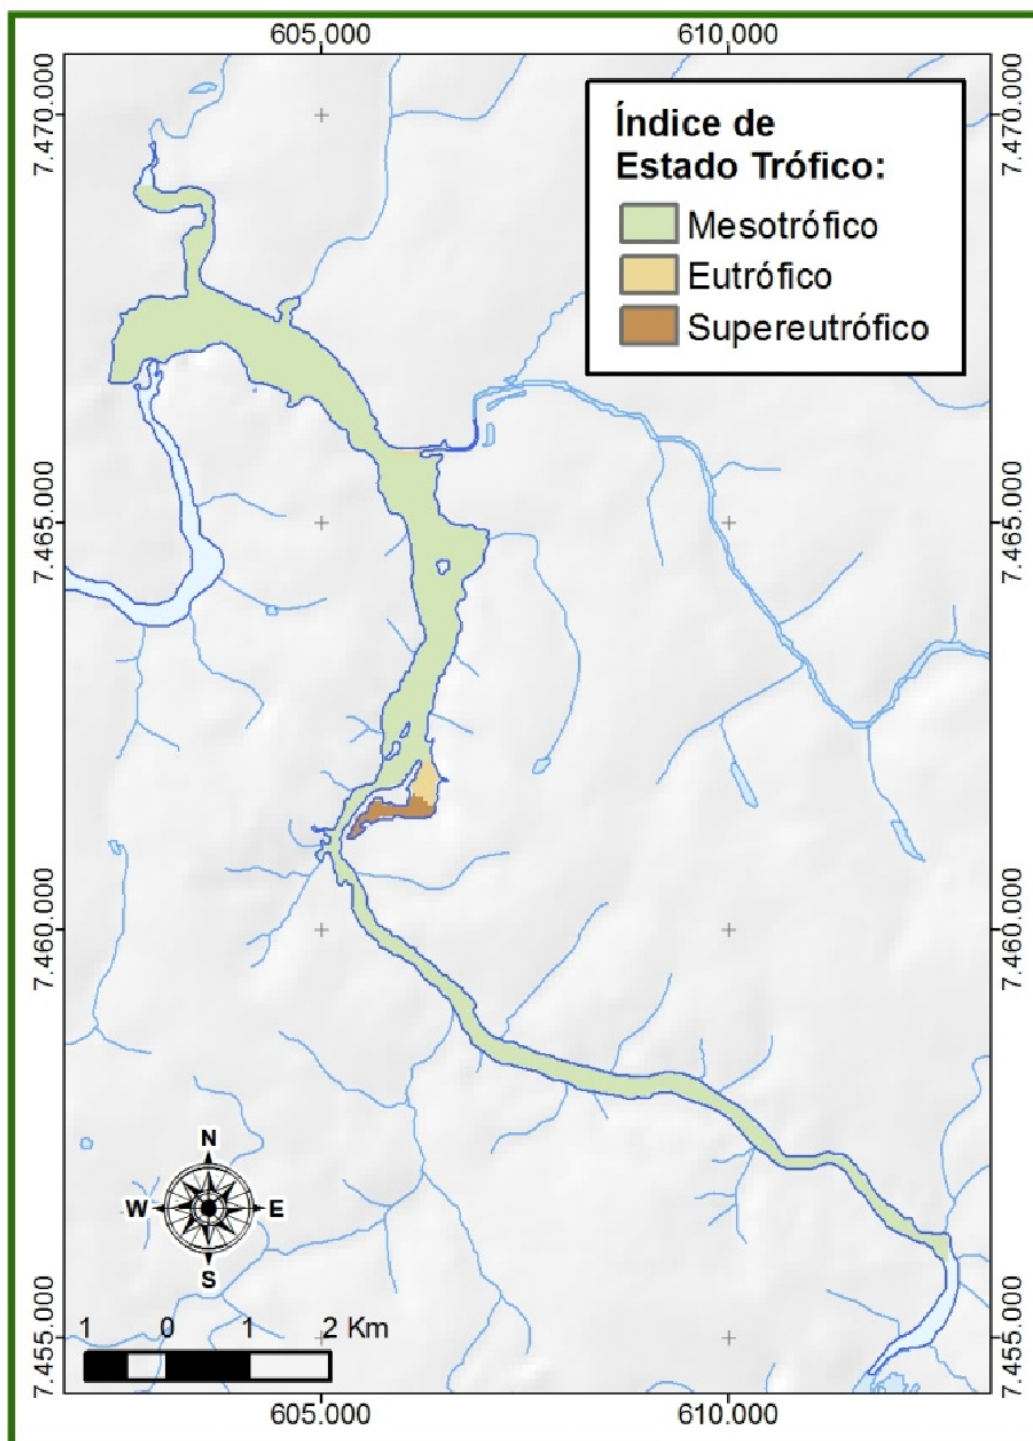 605.000 610.000
7.470.000
7.470.000
Índice de
Estado Trófico:
Mesotrófico
Eutrófico
Supereutrófico
7.465.000
7.465.000
7.460.000
7.460.000
N
W E
S
1 0 1 2 Km
7.455.000
7.455.000
605.000 610.000